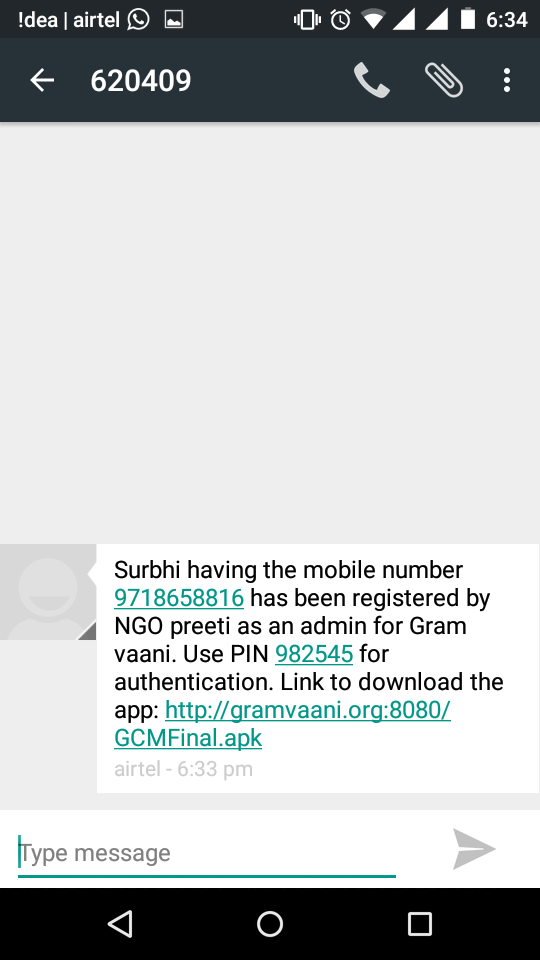 !dea | airtel 6:34
620409
Surbhi having the mobile number
9718658816 has been registered by
NGO preeti as an admin for Gram
vaani. Use PIN 982545 for
authentication. Link to download the
app: http://gramvaani.org:8080/
GCMFinal.apk
airtel - 6:33 pm
Type message